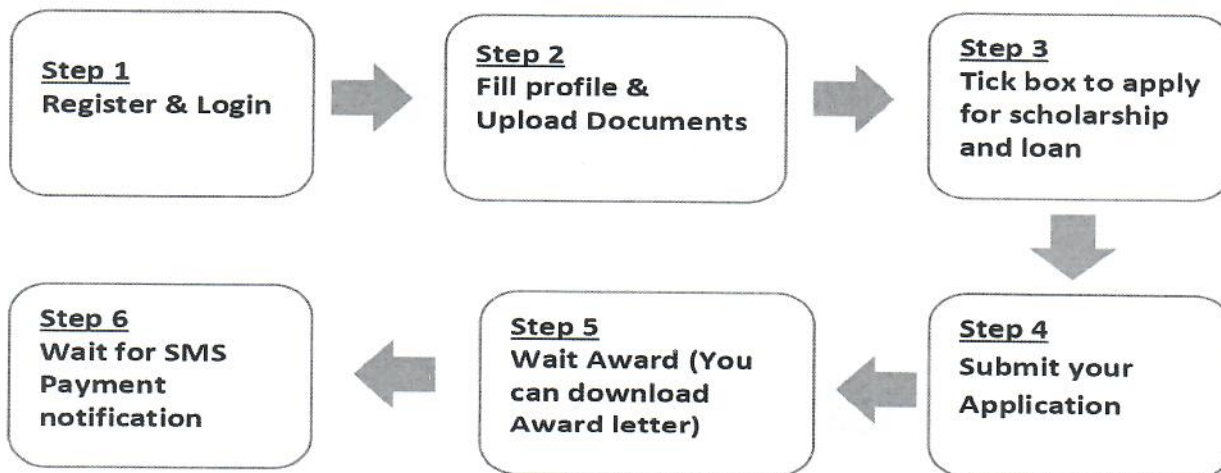 Step 1
Register & Login
Step 2
Fill profile &
Upload Documents
Step 3
Tick box to apply
for scholarship
and loan
Step 4
Submit your
Application
Step 5
Wait Award (You
can download
Award letter)
Step 6
Wait for SMS
Payment
notification